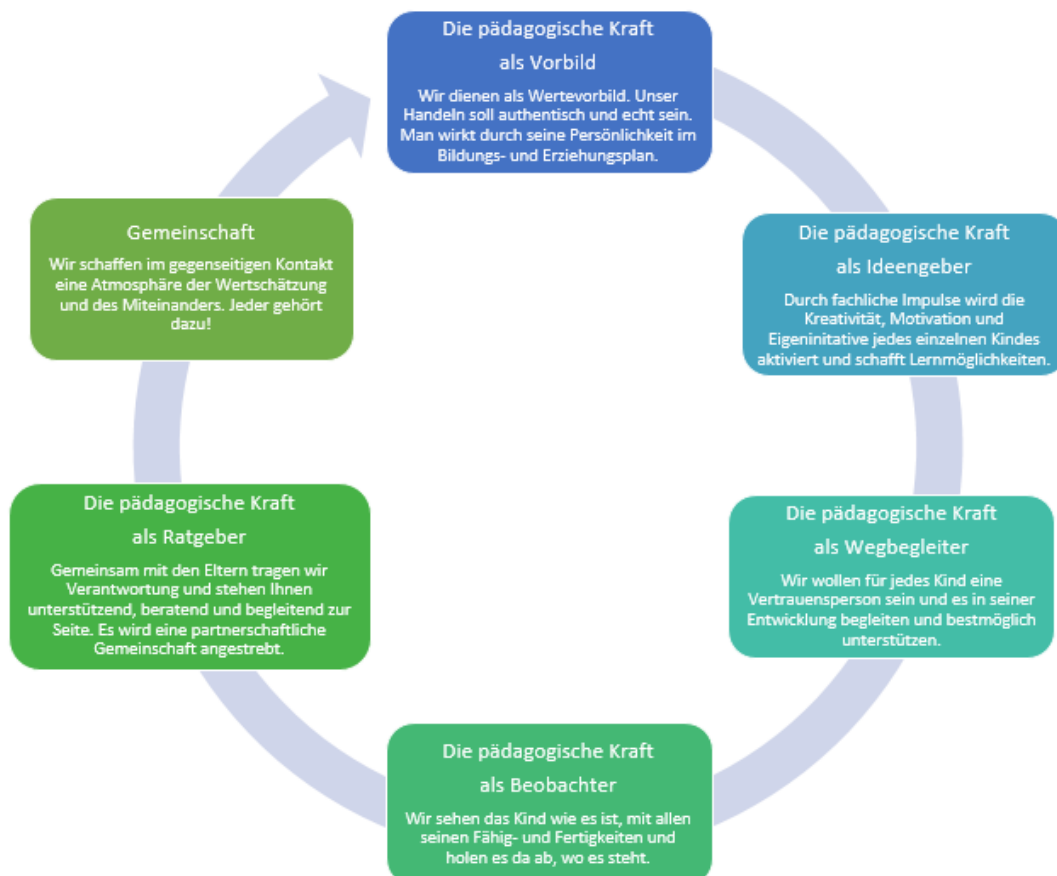 Die pädagogische Kraft
als Vorbild
Wir dienen als Wertevorbild. Unser
Handeln soll authentisch und echt sein.
Man wirkt durch seine Persönlichkeit im
Bildungs- und Erziehungsplan.
Die pädagogische Kraft
als Ideengeber
Durch fachliche Impulse wird die
Kreativität, Motivation und
Eigeninitative jedes einzelnen Kindes
aktiviert und schafft Lernmöglichkeiten.
Die pädagogische Kraft
als Wegbegleiter
Wir wollen für jedes Kind eine
Vertrauensperson sein und es in seiner
Entwicklung begleiten und bestmöglich
unterstützen.
Die pädagogische Kraft
als Beobachter
Wir sehen das Kind wie es ist, mit allen
seinen Fähig- und Fertigkeiten und
holen es da ab, wo es steht.
Die pädagogische Kraft
als Ratgeber
Gemeinsam mit den Eltern tragen wir
Verantwortung und stehen Ihnen
unterstützend, beratend und begleitend zur
Seite. Es wird eine partnerschaftliche
Gemeinschaft angestrebt.
Gemeinschaft
Wir schaffen im gegenseitigen Kontakt
eine Atmosphäre der Wertschätzung
und des Miteinanders. Jeder gehört
dazu!